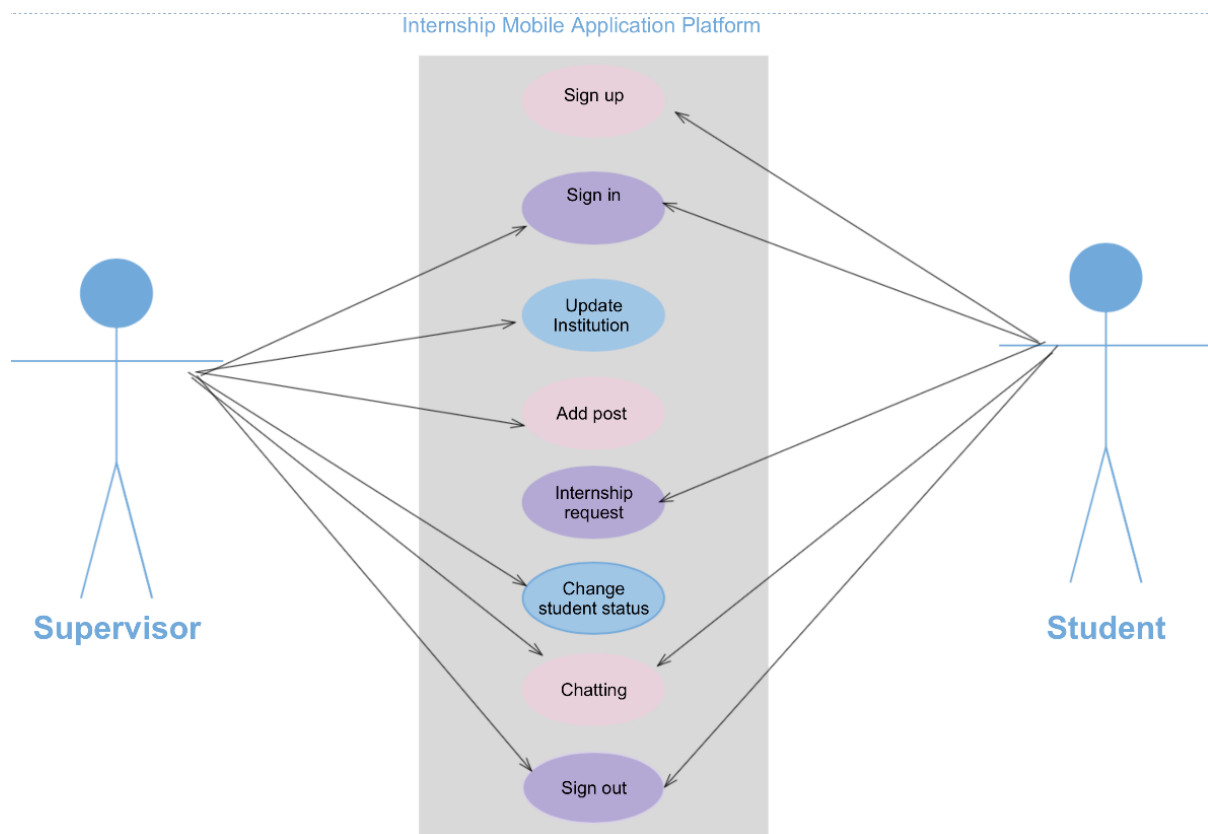 Internship Mobile Application Platform
Sign up
Sign in
Update
Institution
Add post
Internship
request
Change
student status
Supervisor
Student
Chatting
Sign out